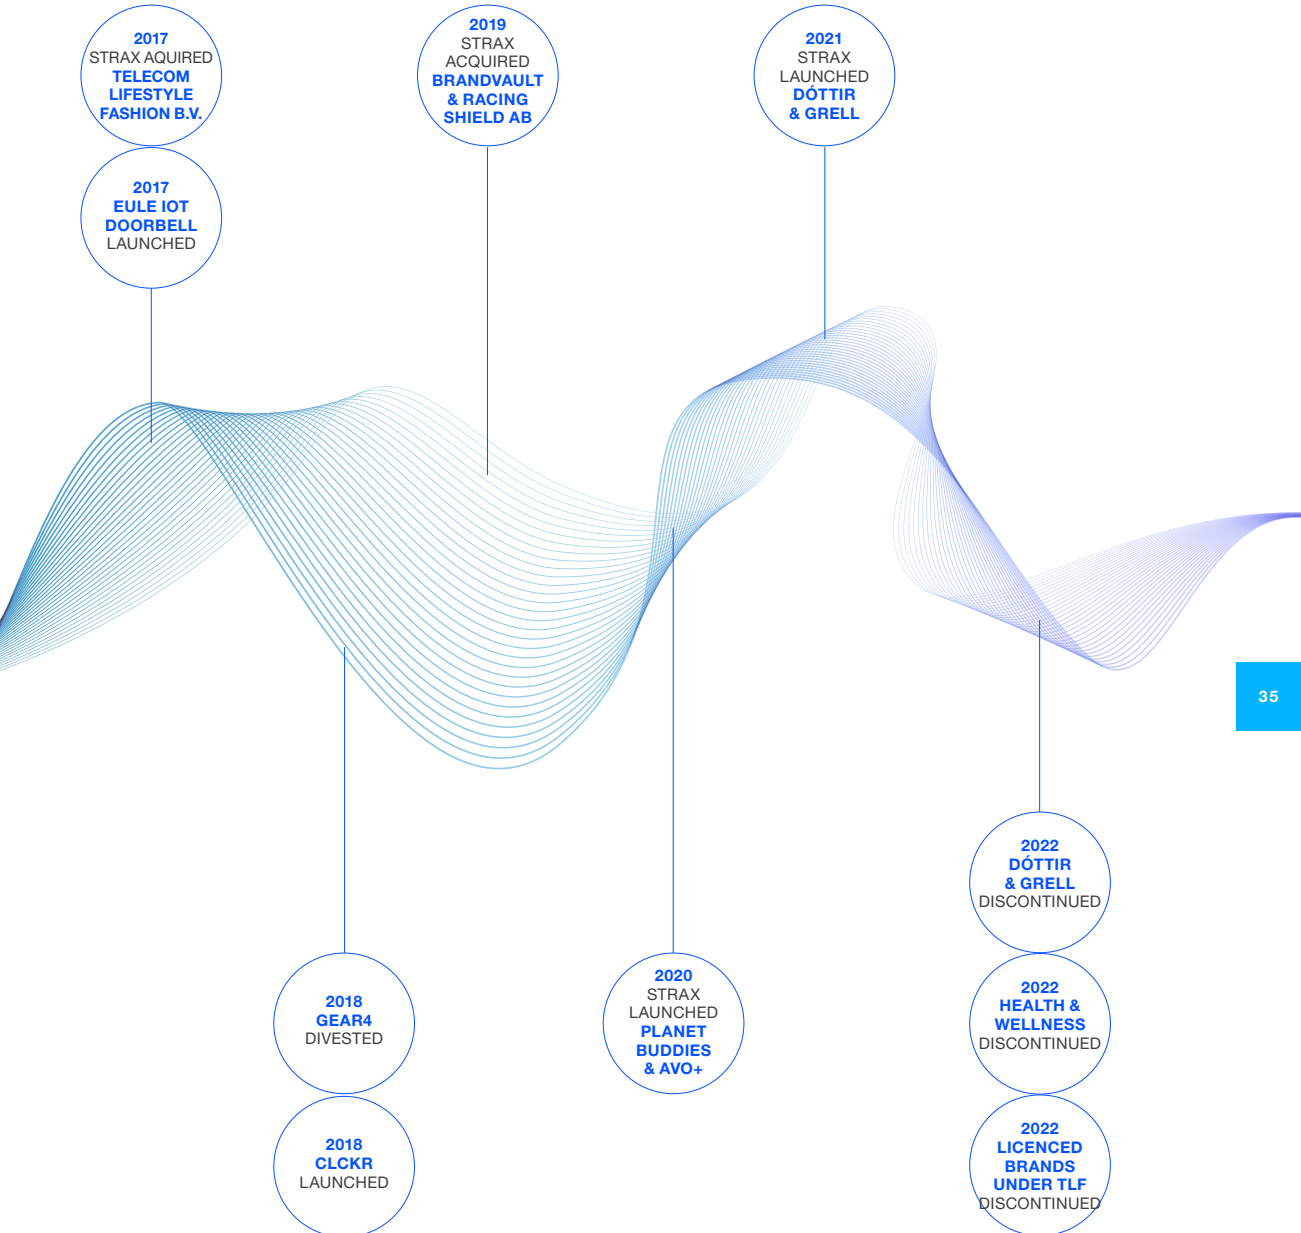 2017
STRAX AQUIRED
TELECOM
LIFESTYLE
FASHION B.V.
2017
EULE IOT
DOORBELL
LAUNCHED
2019
STRAX
ACQUIRED
BRANDVAULT
& RACING
SHIELD AB
2021
STRAX
LAUNCHED
DÓTTIR
& GRELL
35
2018
GEAR4
DIVESTED
2018
CLCKR
LAUNCHED
2020
STRAX
LAUNCHED
PLANET
BUDDIES
& AVO+
2022
DÓTTIR
& GRELL
DISCONTINUED
2022
HEALTH &
WELLNESS
DISCONTINUED
2022
LICENCED
BRANDS
UNDER TLF
DISCONTINUED